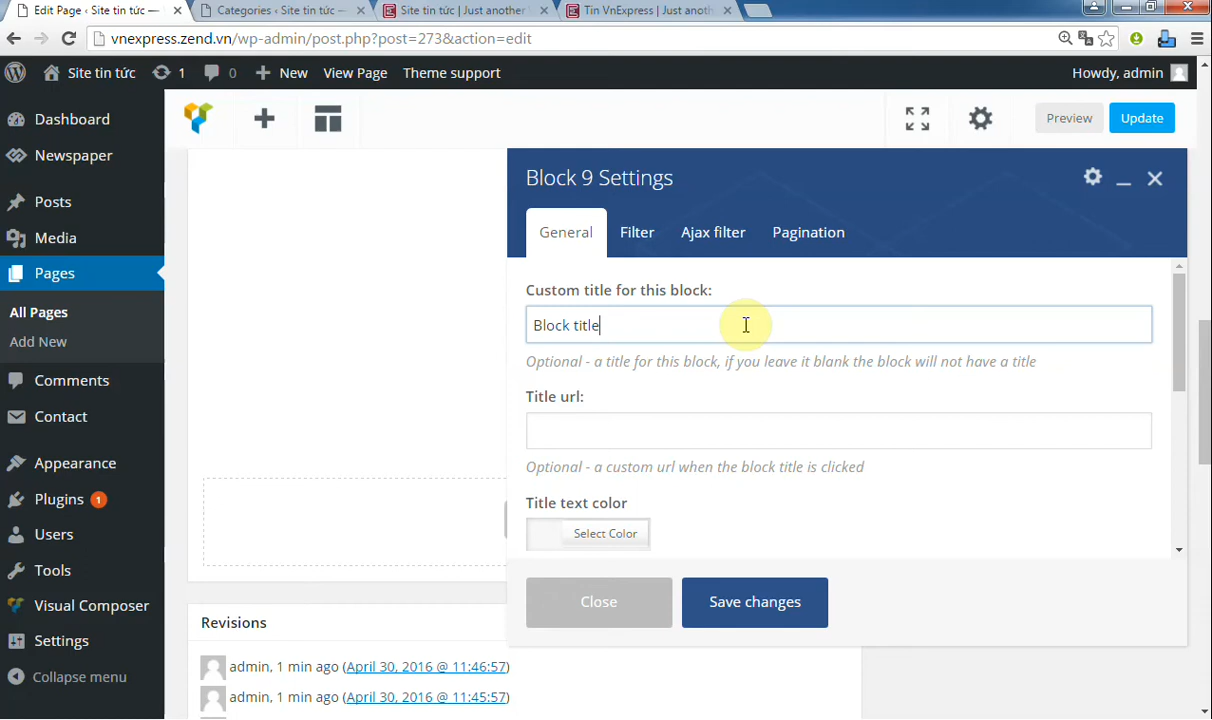 Edit Page ‹ Site tin tức —
Categories ‹ Site tin tức —
Site tin tức | Just another
Tin VnExpress | Just anoth
vnexpress.zend.vn/wp-admin/post.php?post=273&action=edit
Site tin tức
1
0
New
View Page
Theme support
Howdy, admin
Dashboard
Newspaper
Posts
Media
Pages
All Pages
Add New
Comments
Contact
Appearance
Plugins 1
Users
Tools
Visual Composer
Settings
Collapse menu
Preview
Update
Block 9 Settings
General
Filter
Ajax filter
Pagination
Custom title for this block:
Block title
Optional - a title for this block, if you leave it blank the block will not have a title
Title url:
Optional - a custom url when the block title is clicked
Title text color
Select Color
Close
Save changes
Revisions
admin, 1 min ago (April 30, 2016 @ 11:46:57)
admin, 1 min ago (April 30, 2016 @ 11:45:57)